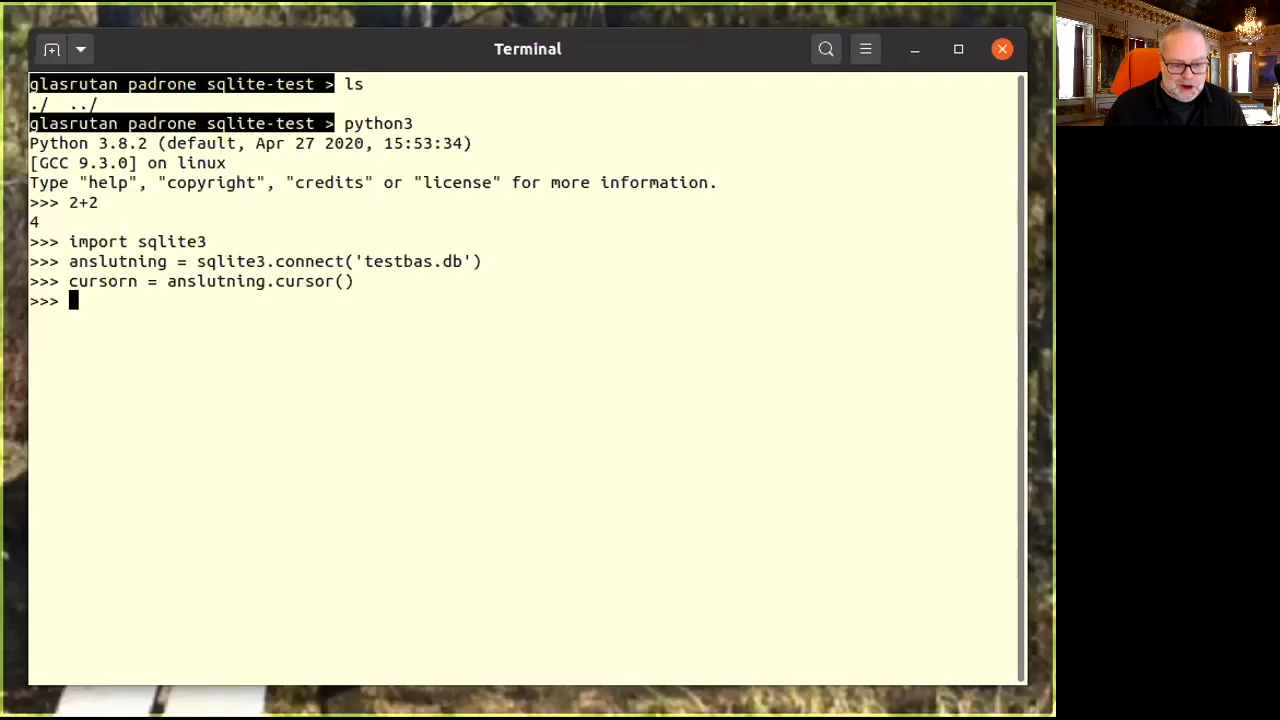 Terminal
glasrutan padrone sqlite-test > ls
./  ../
glasrutan padrone sqlite-test > python3
Python 3.8.2 (default, Apr 27 2020, 15:53:34)
[GCC 9.3.0] on linux
Type "help", "copyright", "credits" or "license" for more information.
>>> 2+2
4
>>> import sqlite3
>>> anslutning = sqlite3.connect('testbas.db')
>>> cursorn = anslutning.cursor()
>>>